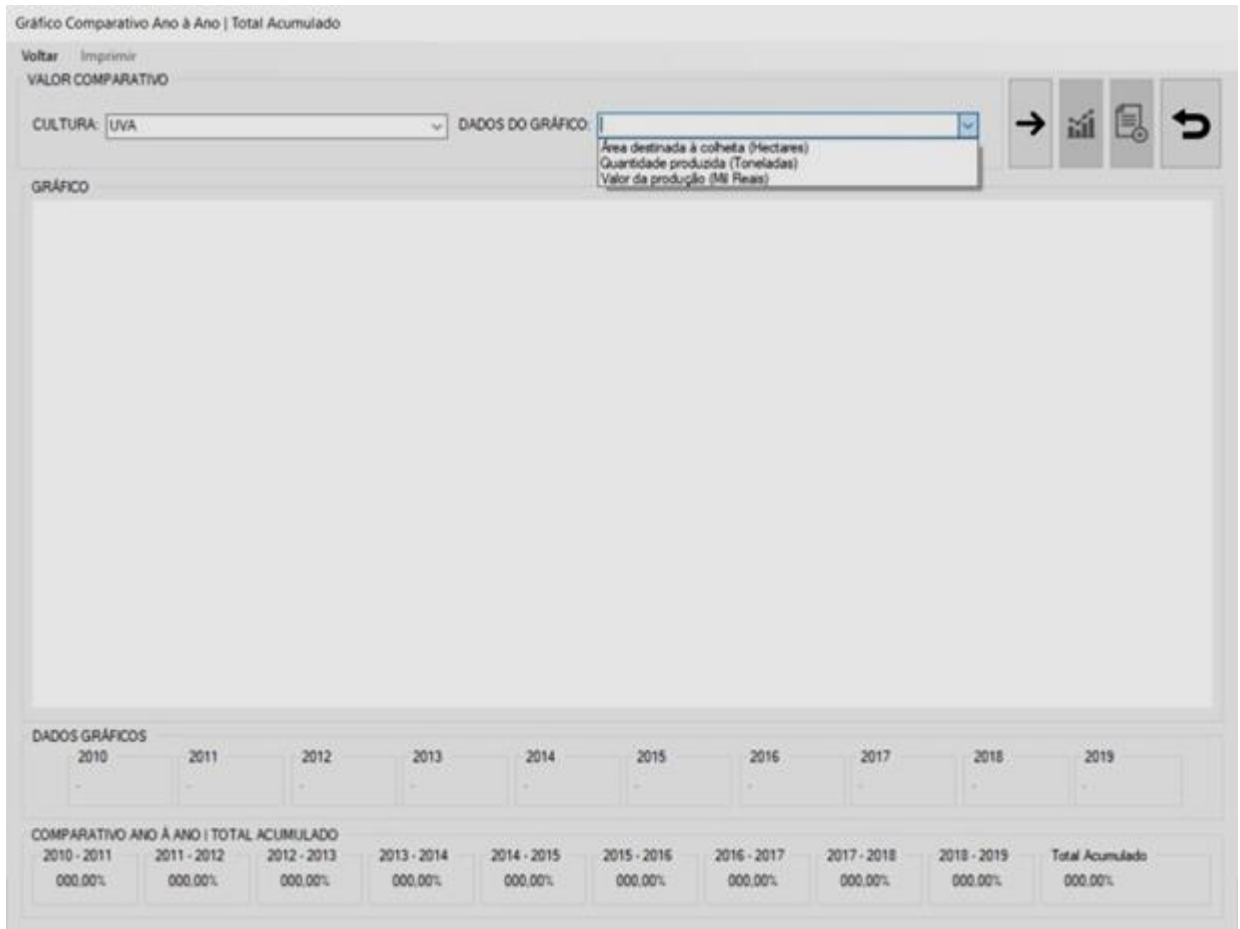 Gráfico Comparativo Ano à Ano | Total Acumulado
Voltar Imprimir
VALOR COMPARATIVO
CULTURA: UVA DADOS DO GRÁFICO:
Área destinada à colheita (Hectares)
Quantidade produzida (Toneladas)
Valor da produção (Mil Reais)
GRÁFICO
DADOS GRÁFICOS
2010 2011 2012 2013 2014 2015 2016 2017 2018 2019
- - - - - - - - - -
COMPARATIVO ANO À ANO | TOTAL ACUMULADO
2010 - 2011 2011 - 2012 2012 - 2013 2013 - 2014 2014 - 2015 2015 - 2016 2016 - 2017 2017 - 2018 2018 - 2019 Total Acumulado
000,00% 000,00% 000,00% 000,00% 000,00% 000,00% 000,00% 000,00% 000,00% 000,00%